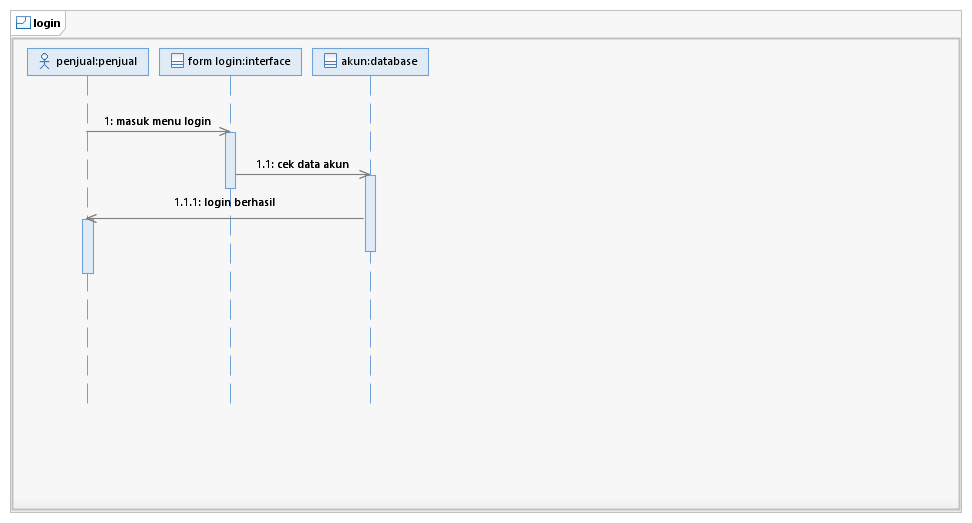 login
penjual:penjual
form login:interface
akun:database
1: masuk menu login
1.1: cek data akun
1.1.1: login berhasil